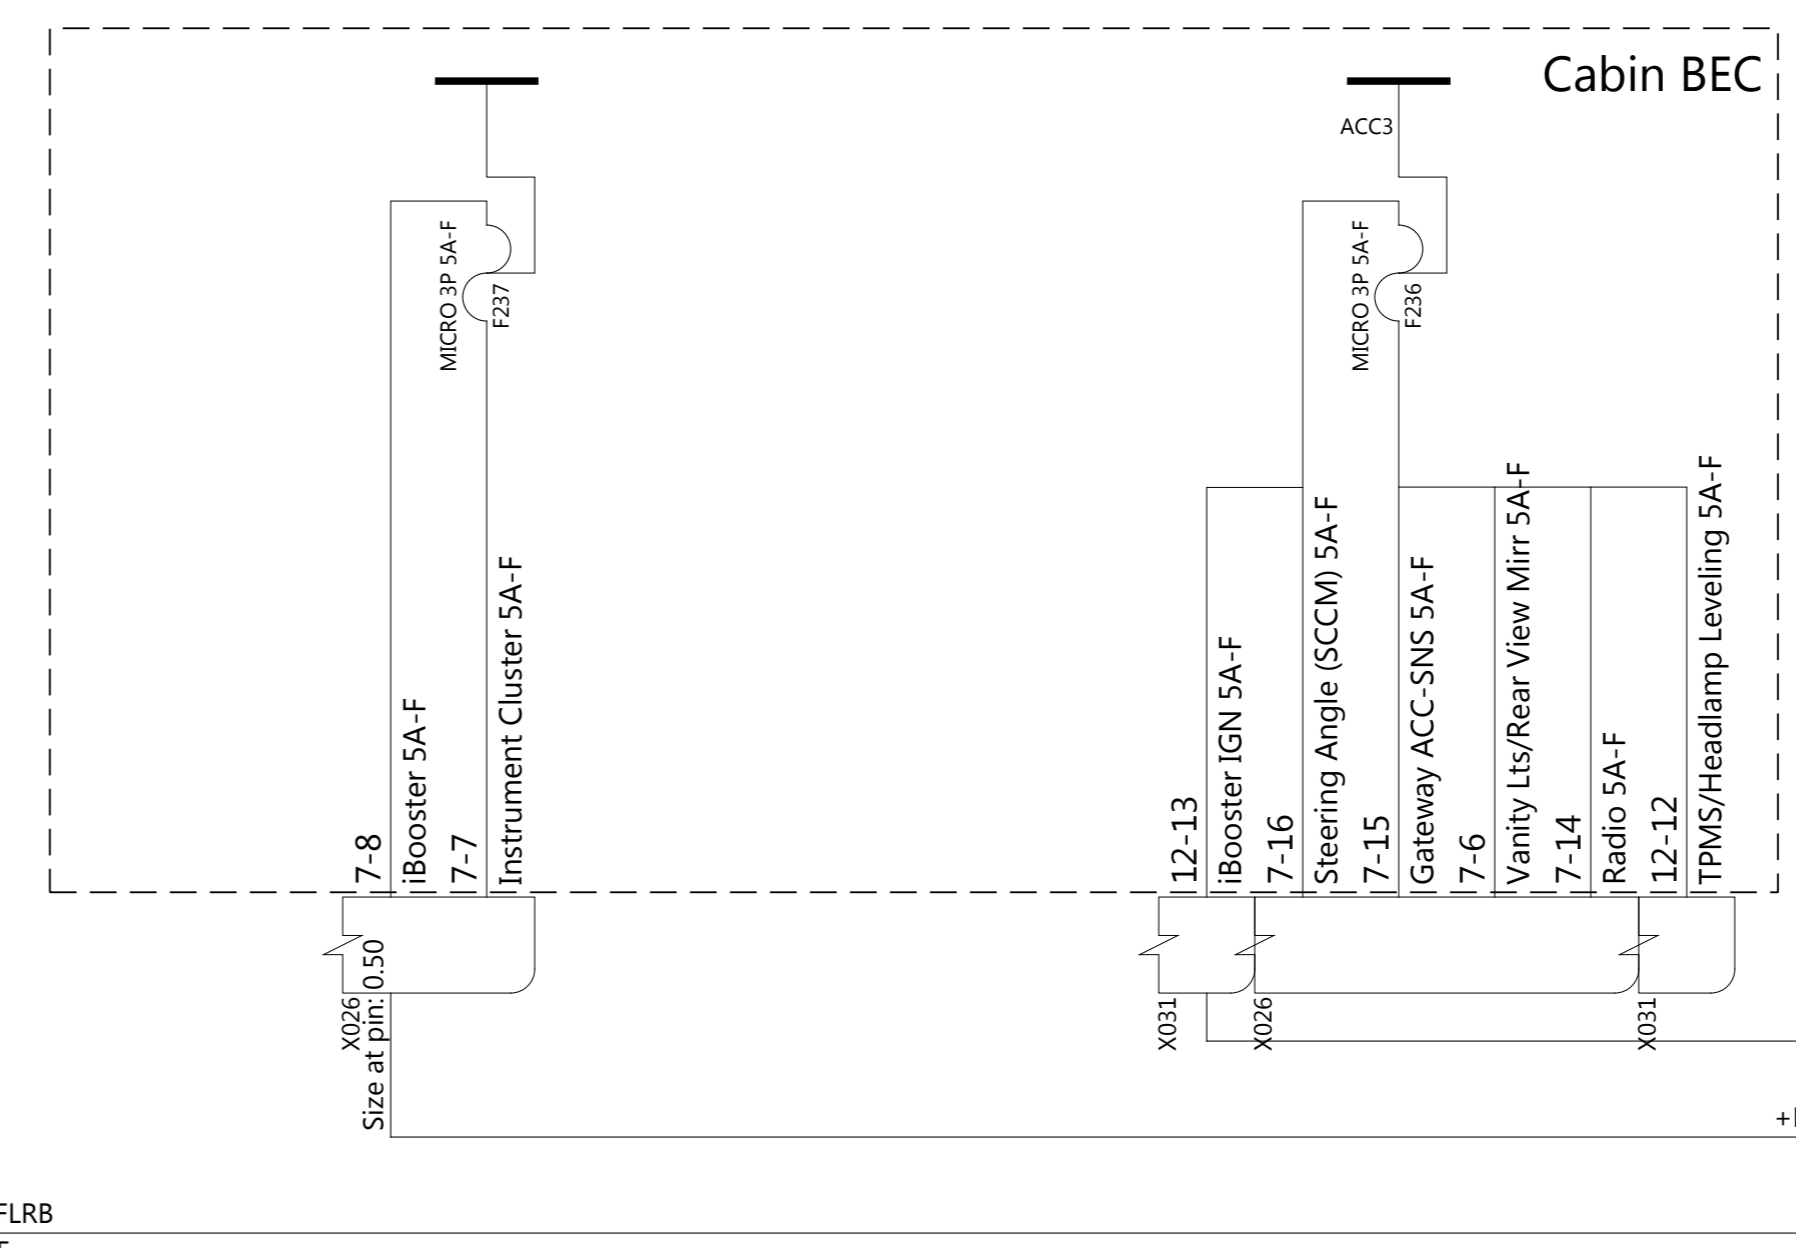 Cabin BEC
ACC3
MICRO 3P 5A-F
F237
MICRO 3P 5A-F
F236
7-8
iBooster 5A-F
7-7
Instrument Cluster 5A-F
12-13
iBooster IGN 5A-F
7-16
Steering Angle (SCCM) 5A-F
7-15
Gateway ACC-SNS 5A-F
7-6
Vanity Lts/Rear View Mirr 5A-F
7-14
Radio 5A-F
12-12
TPMS/Headlamp Leveling 5A-F
X026
Size at pin: 0.50
X031
X026
X031
FLRB